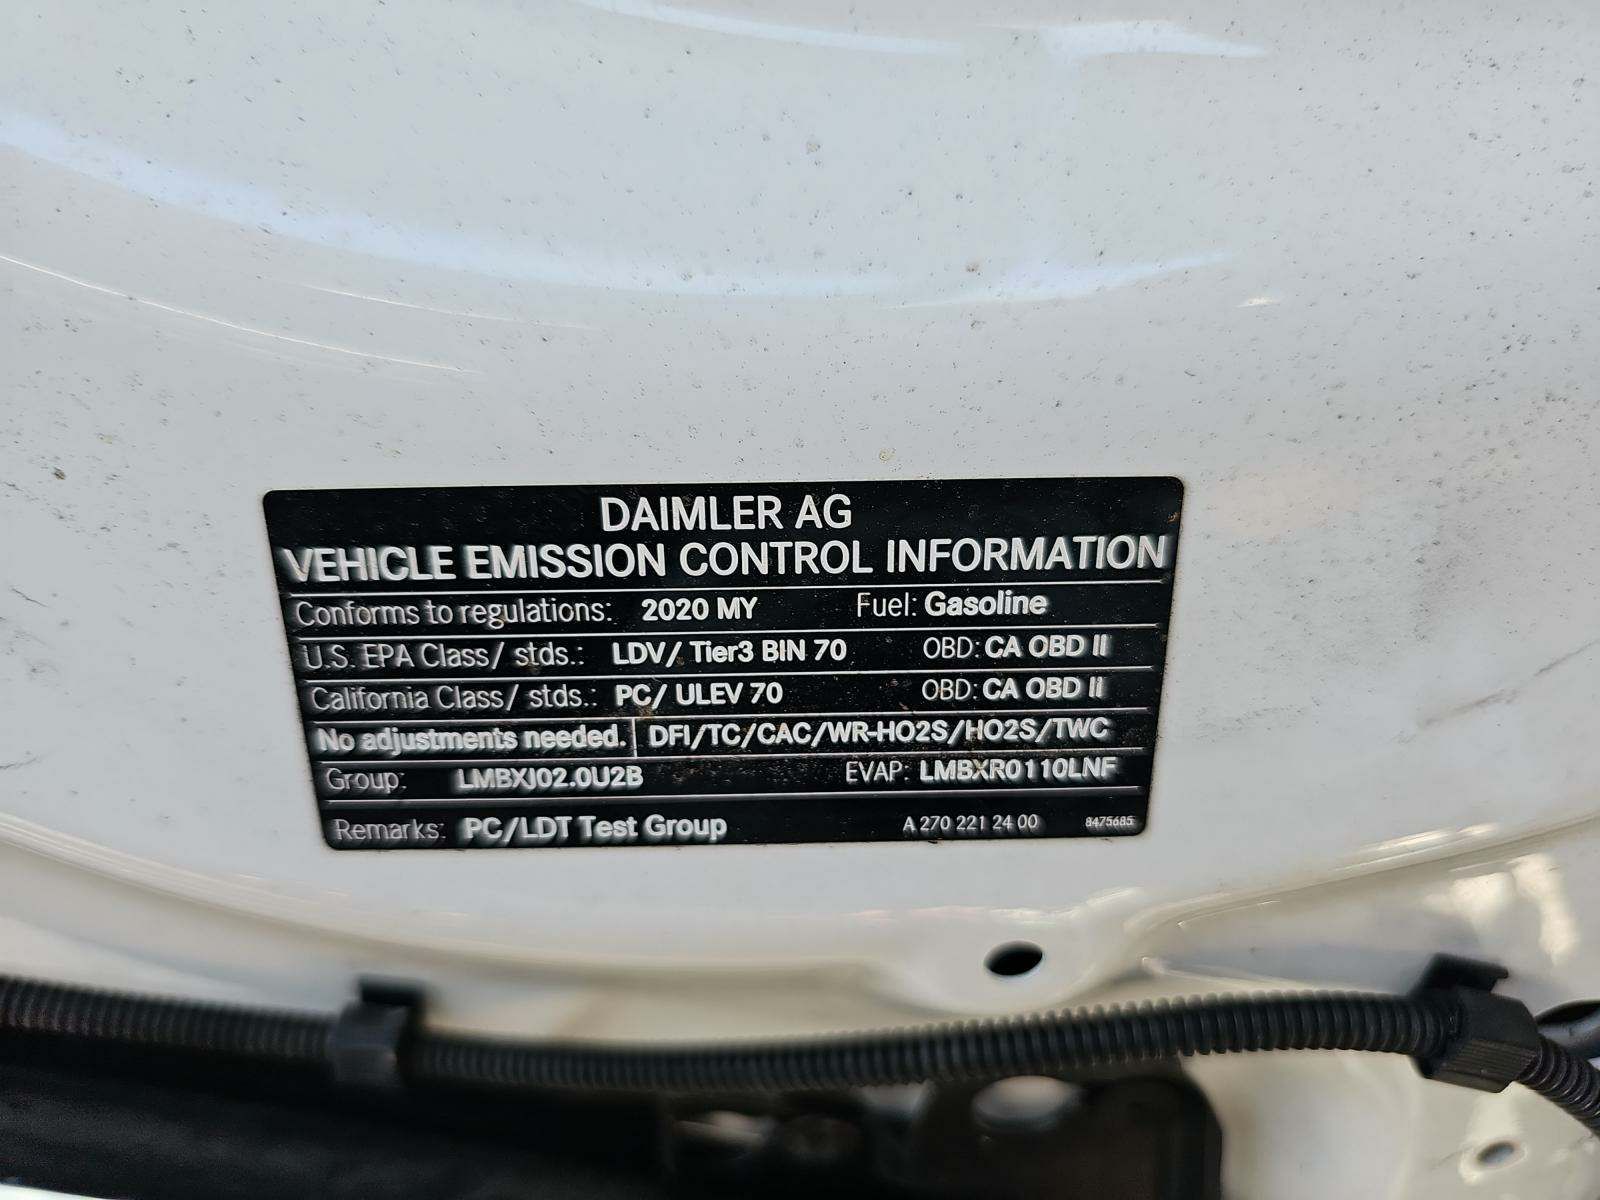 DAIMLER AG
VEHICLE EMISSION CONTROL INFORMATION
Conforms to regulations: 2020 MY Fuel: Gasoline
U.S. EPA Class/ stds.: LDV/ Tier3 BIN 70 OBD: CA OBD II
California Class/ stds.: PC/ ULEV 70 OBD: CA OBD II
No adjustments needed. DFI/TC/CAC/WR-HO2S/HO2S/TWC
Group: LMBXJ02.0U2B EVAP: LMBXR0110LNF
Remarks: PC/LDT Test Group A 270 221 24 00 8475685